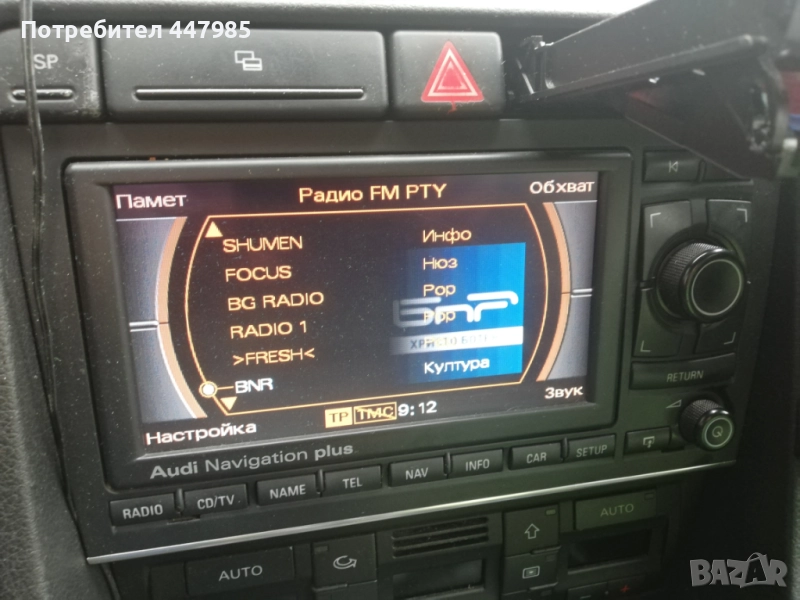 Потребител 447985
SP
Памет
Радио FM PTY
Обхват
SHUMEN
Инфо
FOCUS
Нюз
BG RADIO
Pop
RADIO 1
>FRESH<
BNR
Култура
Настройка
TP TMC 9:12
Звук
Audi Navigation plus
RETURN
RADIO
CD/TV
NAME
TEL
NAV
INFO
CAR
SETUP
AUTO
AUTO
BAZAR